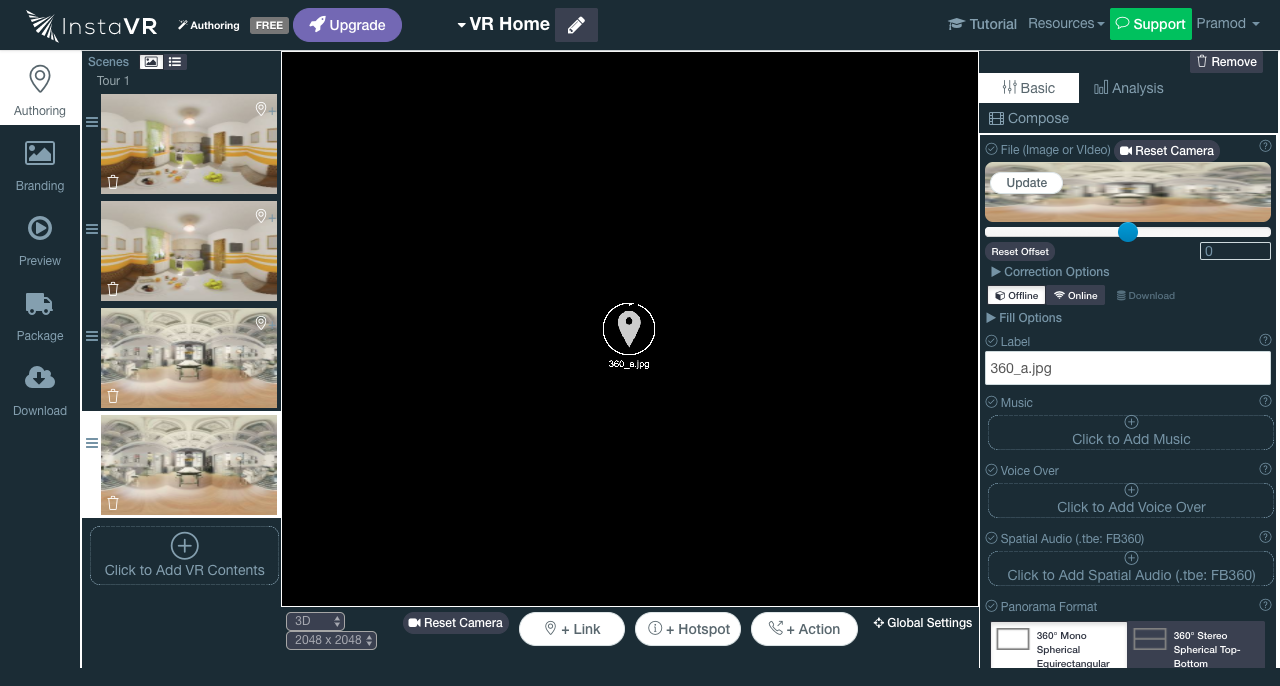 InstaVR
Authoring
FREE
Upgrade
VR Home
Tutorial
Resources
Support
Pramod
Authoring
Branding
Preview
Package
Download
Scenes
Tour 1
Click to Add VR Contents
360_a.jpg
3D
2048 x 2048
Reset Camera
+ Link
+ Hotspot
+ Action
Global Settings
Remove
Basic
Analysis
Compose
File (Image or VIdeo)
Reset Camera
Update
Reset Offset
0
Correction Options
Offline
Online
Download
Fill Options
Label
360_a.jpg
Music
Click to Add Music
Voice Over
Click to Add Voice Over
Spatial Audio (.tbe: FB360)
Click to Add Spatial Audio (.tbe: FB360)
Panorama Format
360° Mono
Spherical
Equirectangular
360° Stereo
Spherical Top-
Bottom